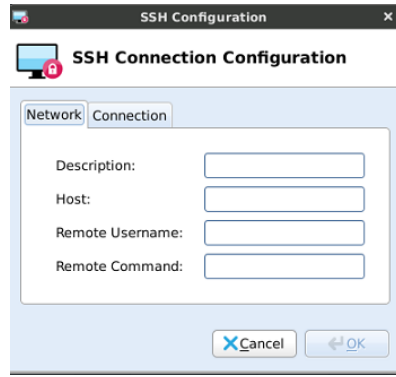 SSH Configuration
SSH Connection Configuration
Network Connection
Description:
Host:
Remote Username:
Remote Command:
Cancel OK